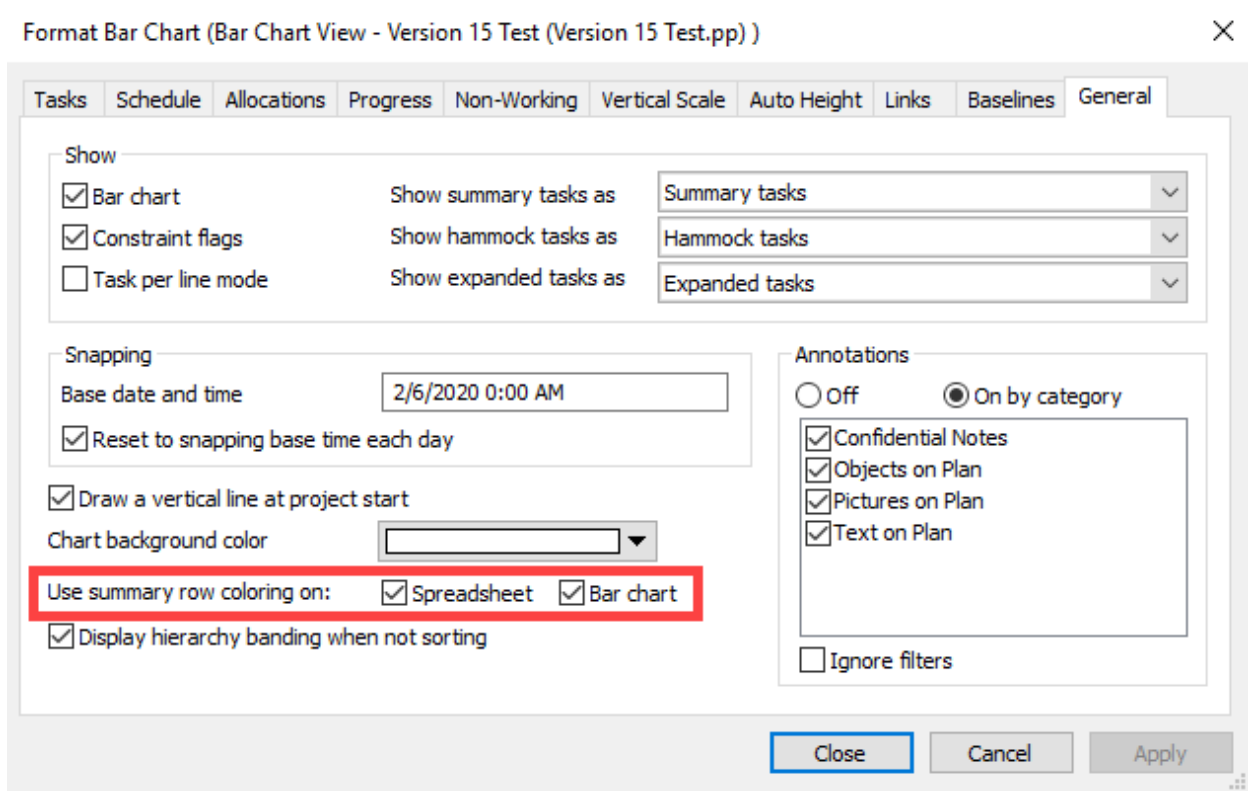 Format Bar Chart (Bar Chart View - Version 15 Test (Version 15 Test.pp) )
Tasks Schedule Allocations Progress Non-Working Vertical Scale Auto Height Links Baselines General
Show
Bar chart Show summary tasks as Summary tasks
Constraint flags Show hammock tasks as Hammock tasks
Task per line mode Show expanded tasks as Expanded tasks
Snapping
Base date and time 2/6/2020 0:00 AM
Reset to snapping base time each day
Annotations
Off On by category
Confidential Notes
Objects on Plan
Pictures on Plan
Text on Plan
Ignore filters
Draw a vertical line at project start
Chart background color
Use summary row coloring on: Spreadsheet Bar chart
Display hierarchy banding when not sorting
Close Cancel Apply